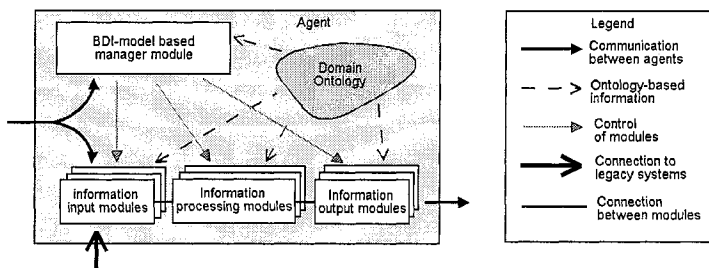 Agent
BDI-model based
manager module
Domain
Ontology
Information
input modules
Information
processing modules
Information
output modules
Legend
Communication
between agents
Ontology-based
information
Control
of modules
Connection to
legacy systems
Connection
between modules